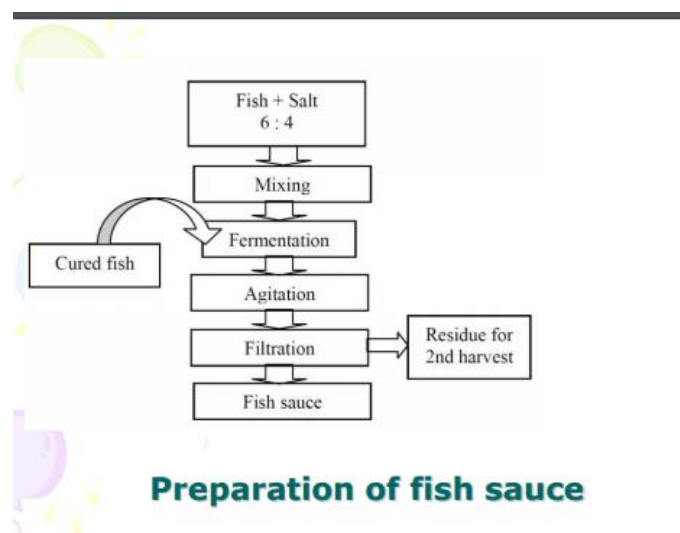 Fish + Salt
6 : 4
Mixing
Fermentation
Cured fish
Agitation
Filtration
Residue for
2nd harvest
Fish sauce
Preparation of fish sauce